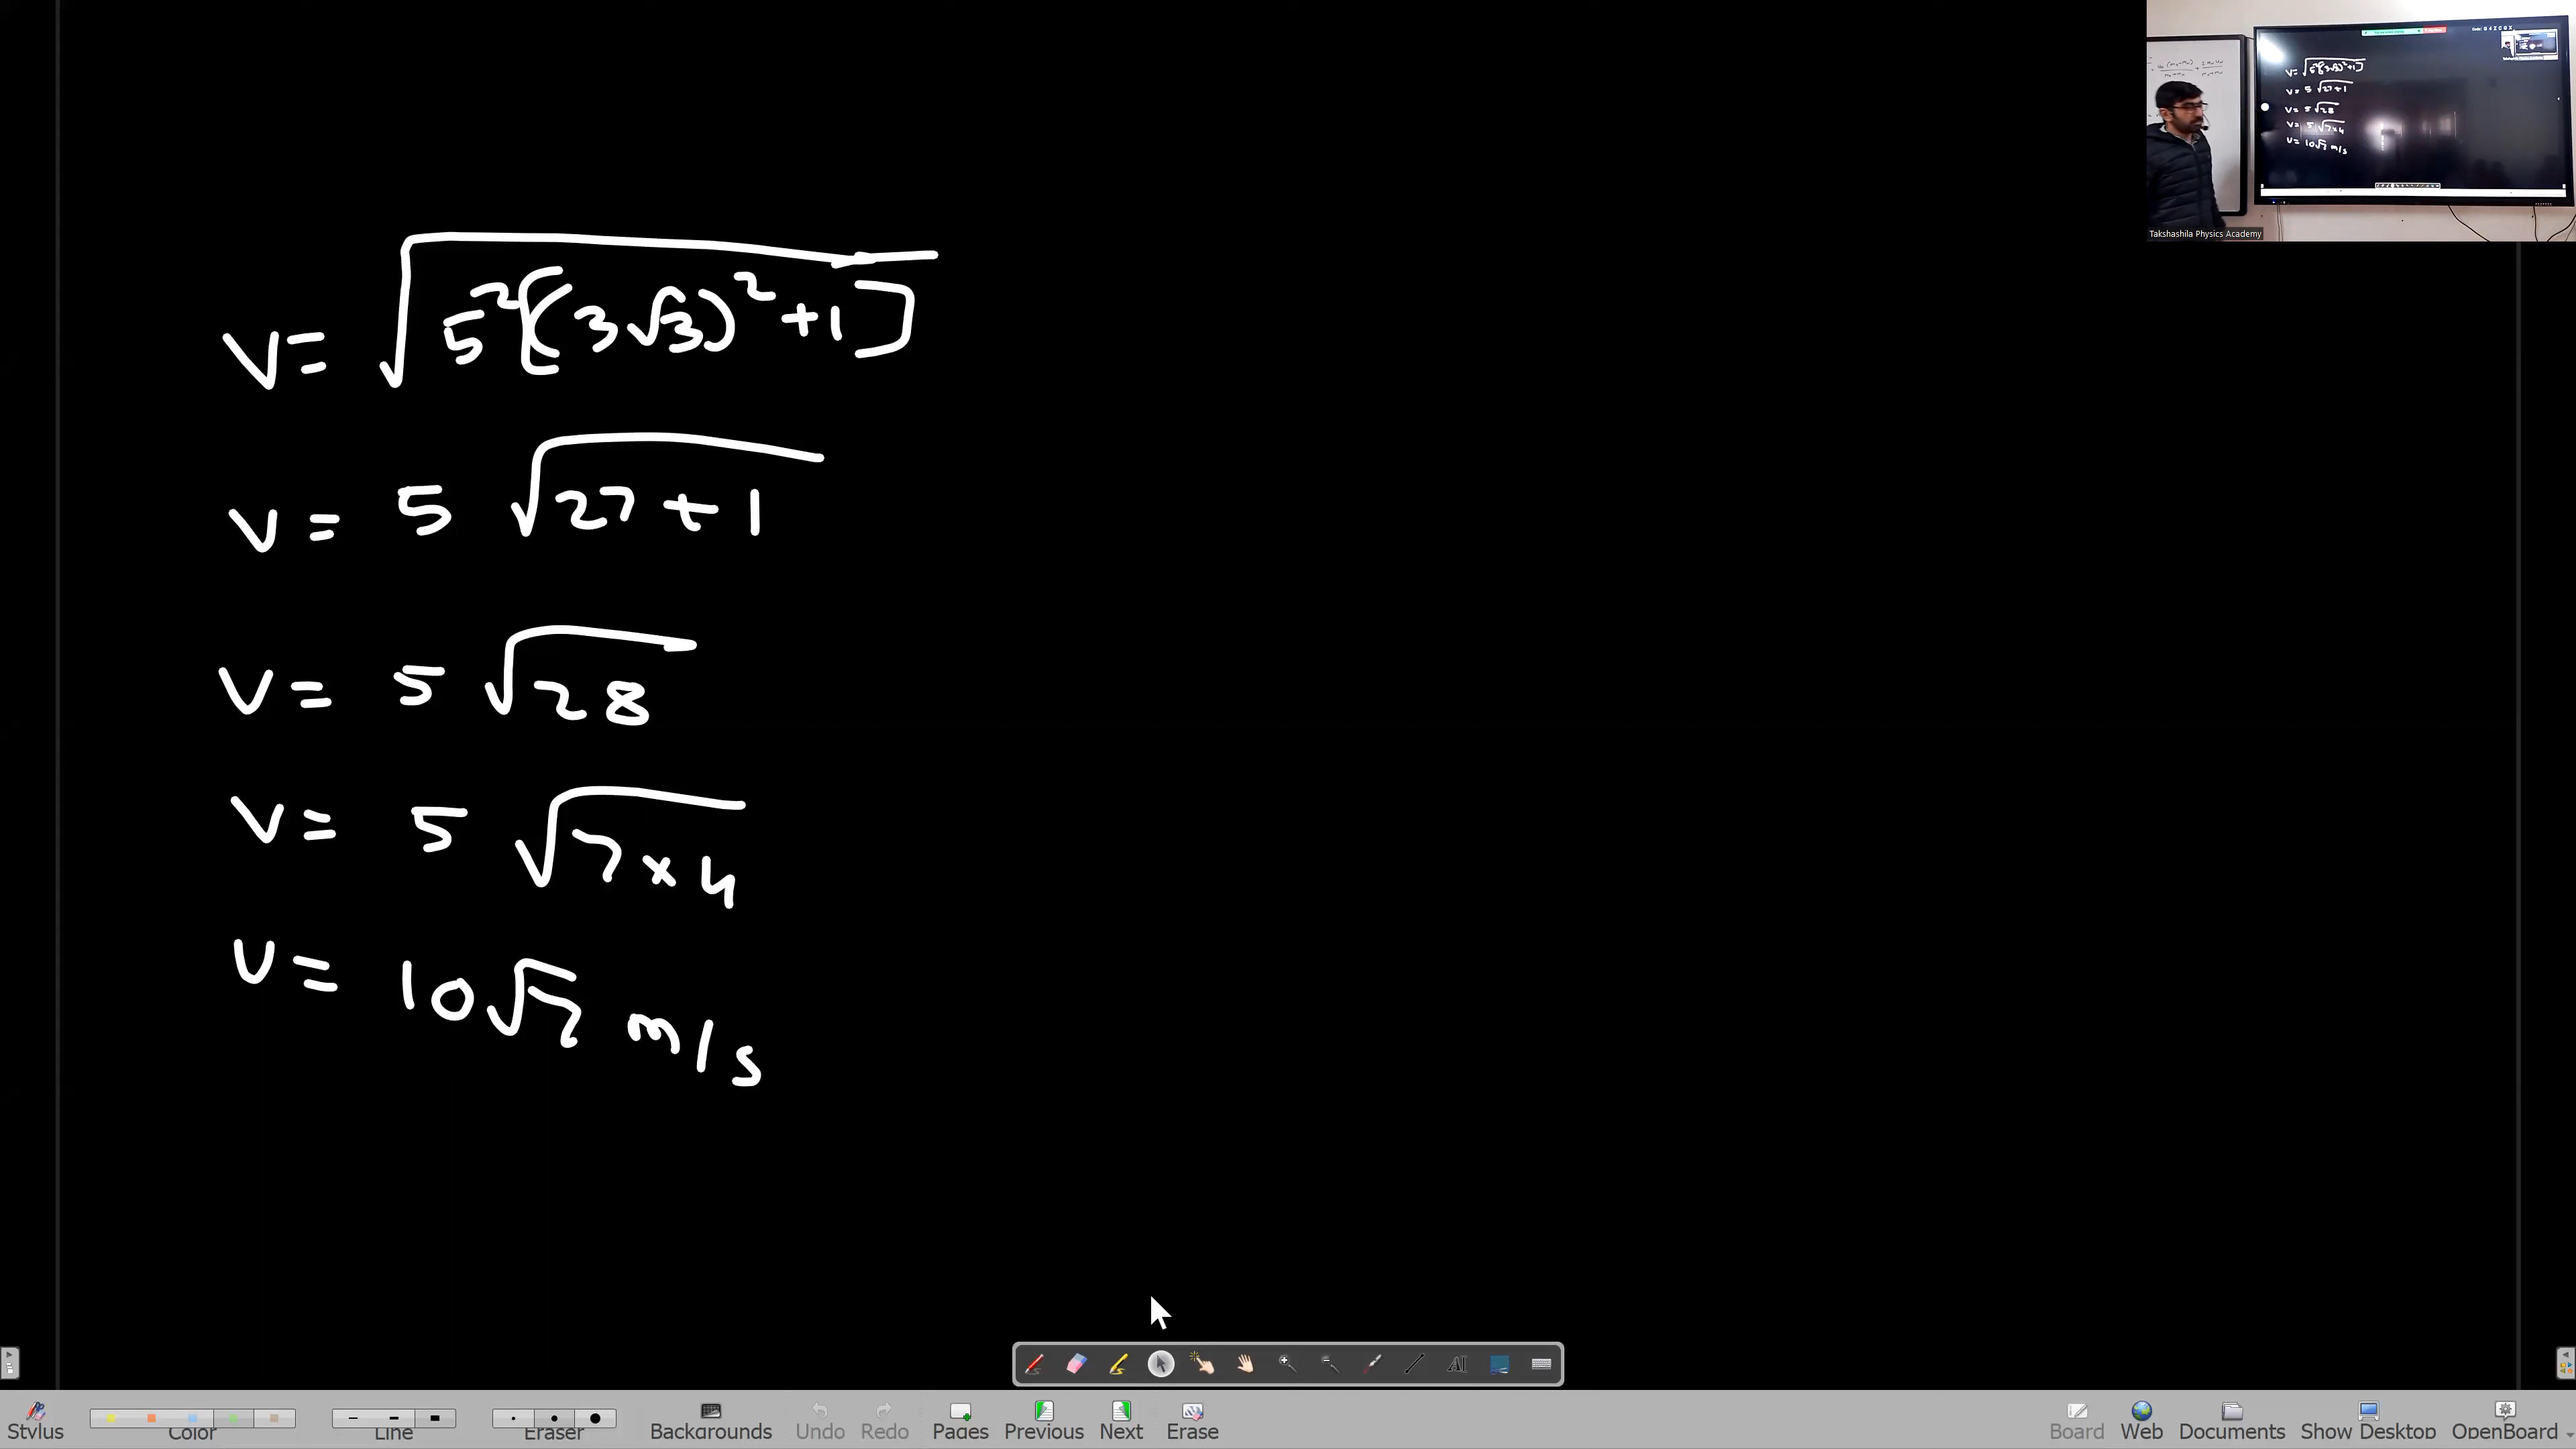 V = √5²[(3√3)² + 1]
V = 5 √27 + 1
V = 5 √28
V = 5 √7 × 4
V = 10√7 m/s
Takshashila Physics Academy
Stylus
Color
Line
Eraser
Backgrounds
Undo
Redo
Pages
Previous
Next
Erase
Board
Web
Documents
Show Desktop
OpenBoard